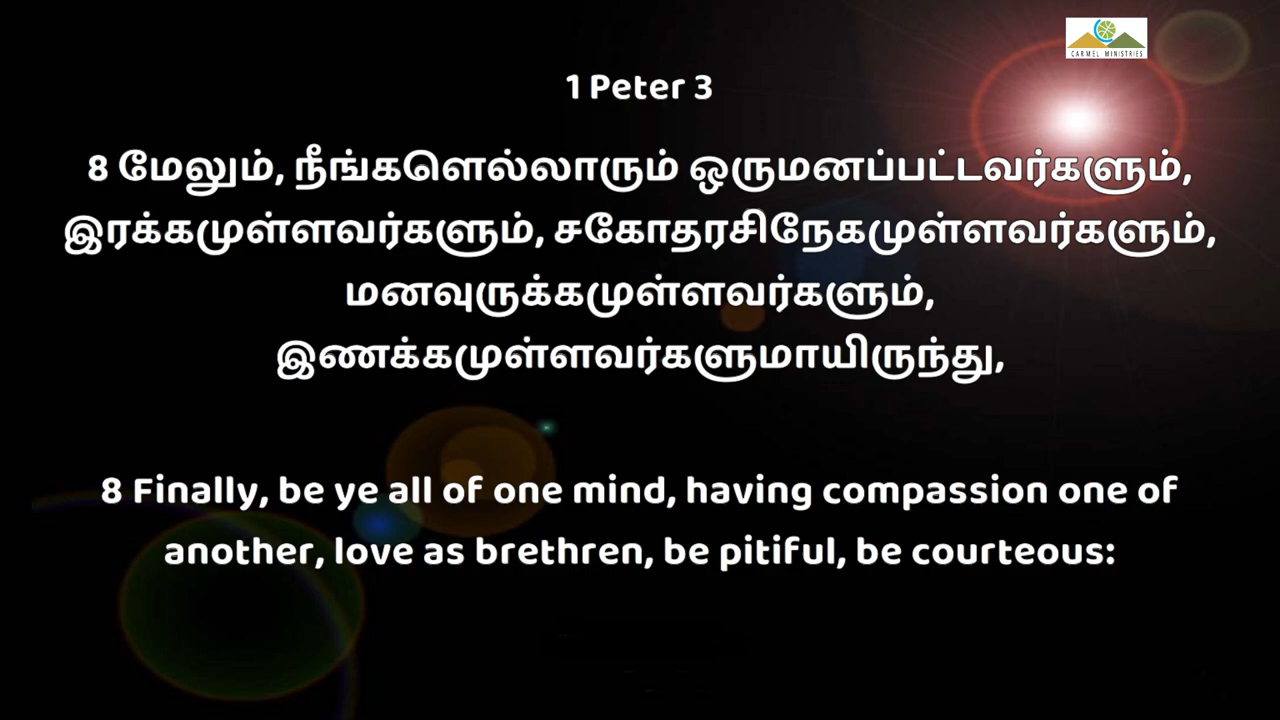 CARMEL MINISTRIES
1 Peter 3
8 மேலும், நீங்களெல்லாரும் ஒருமனப்பட்டவர்களும்,
இரக்கமுள்ளவர்களும், சகோதரசிநேகமுள்ளவர்களும்,
மனவுருக்கமுள்ளவர்களும்,
இணக்கமுள்ளவர்களுமாயிருந்து,
8 Finally, be ye all of one mind, having compassion one of
another, love as brethren, be pitiful, be courteous: